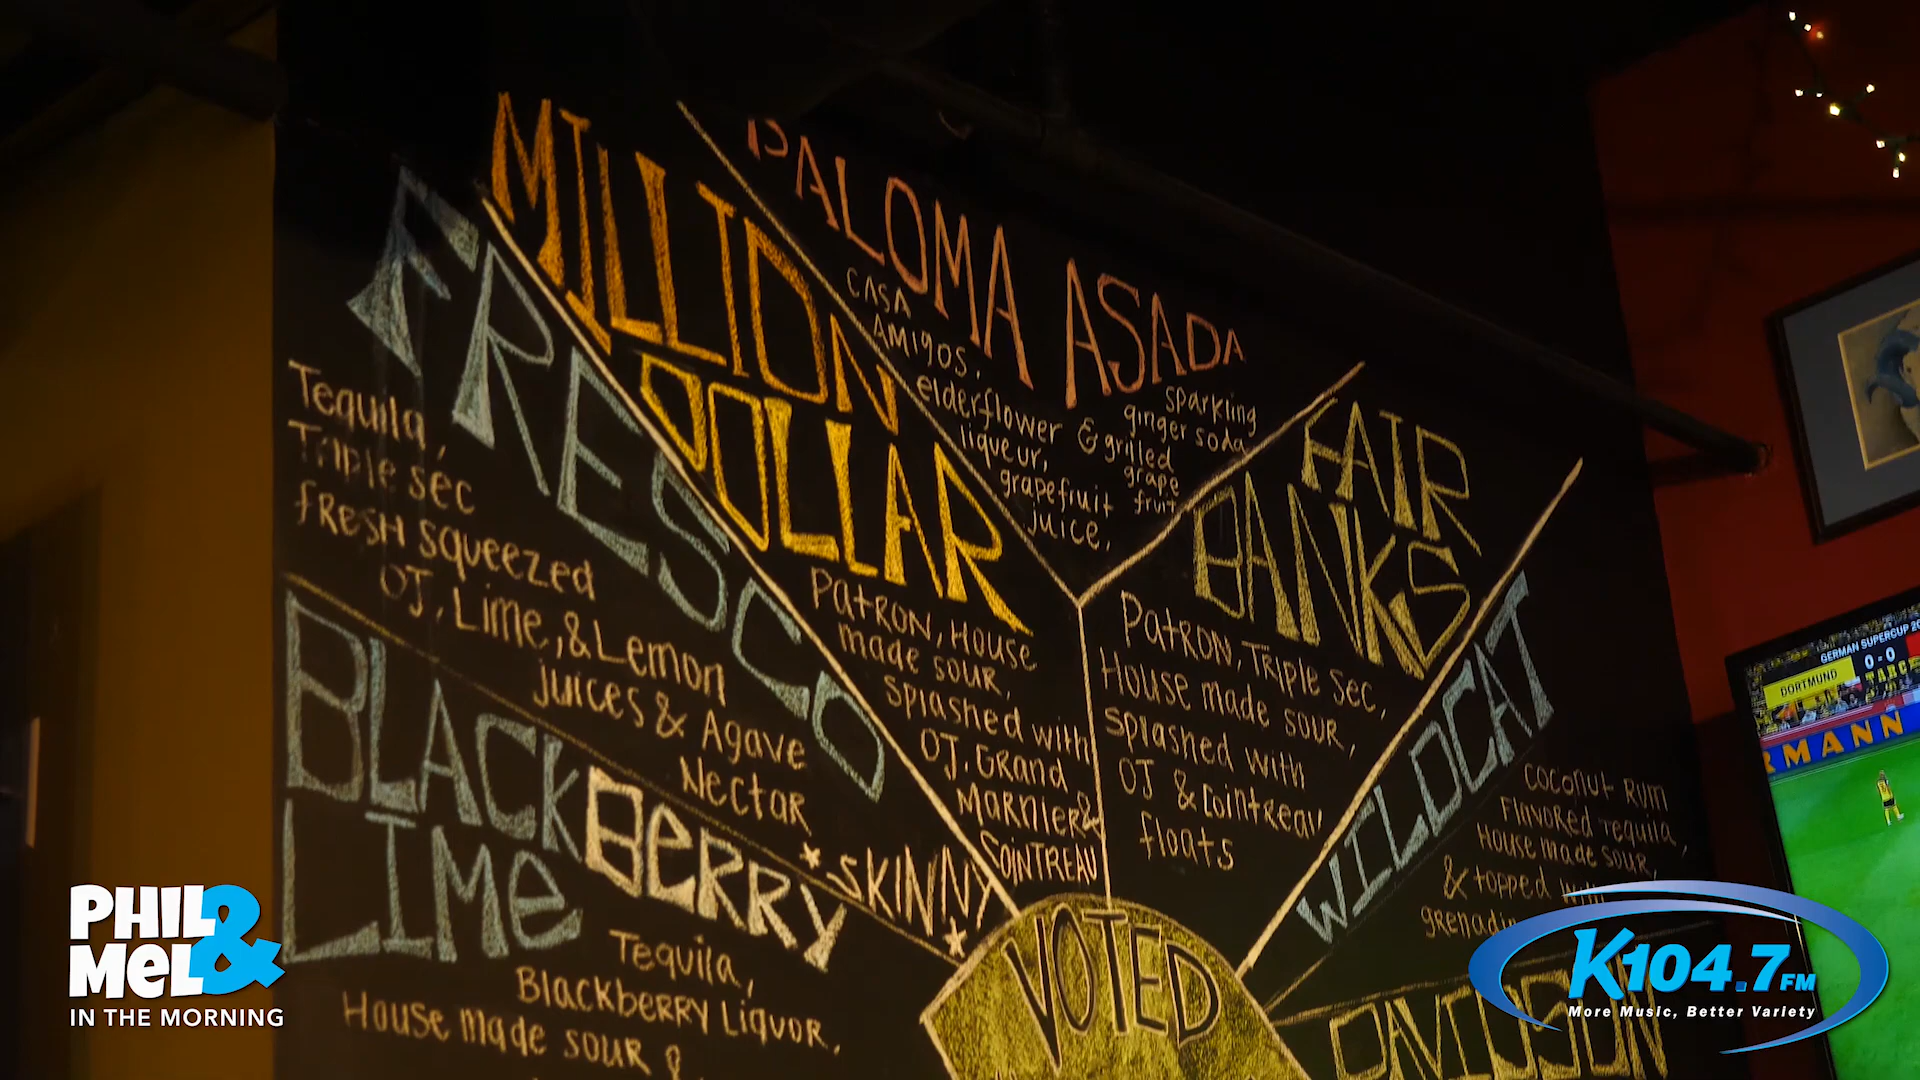 MILLION
DOLLAR
PATRON, HOUSE
made sour,
splashed with
OJ, GRAND
MARNIER &
COINTREAU
PALOMA ASADA
CASA
AMIGOS,
elderflower
liqueur,
grapefruit
juice,
sparkling
ginger soda
& grilled
grape
fruit
FAIR
BANKS
PATRON, TRIPLE SEC,
HOUSE made SOUR,
splashed with
OJ & Cointreau
floats
FRESCO
Tequila,
Triple sec
FRESH squeezed
OJ, Lime, & Lemon
juices & Agave
Nectar
*SKINNY*
BLACKBERRY
LIME
Tequila,
Blackberry Liquor,
House made sour &
WILDCAT
coconut rum
flavored tequila,
House made sour,
& topped with
VOTED
DAVIDSON
GERMAN SUPERCUP
DORTMUND
0-0
RMANN
PHIL & MEL
IN THE MORNING
K104.7FM
More Music, Better Variety